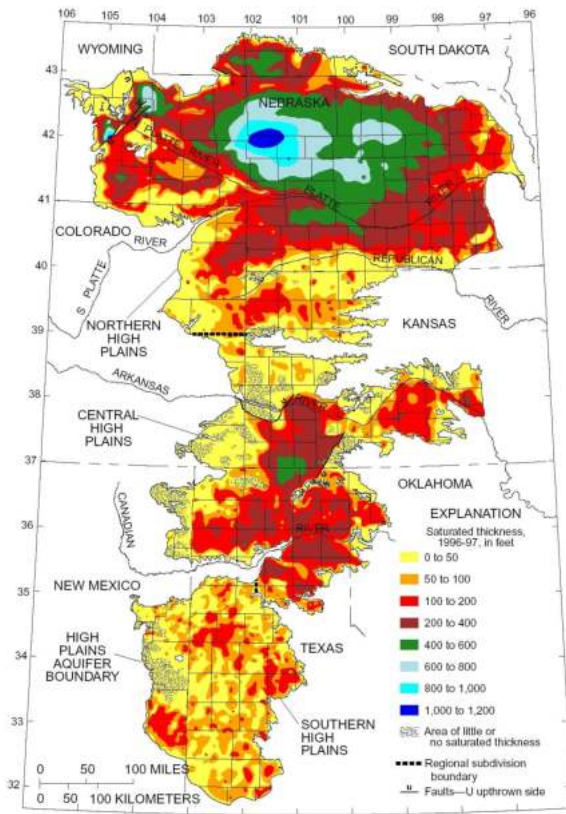 106 105 104 103 102 101 100 99 98 97 96
WYOMING
SOUTH DAKOTA
43
NEBRASKA
42
PLATTE RIVER
PLATTE
41
COLORADO
RIVER
S PLATTE
REPUBLICAN
RIVER
40
NORTHERN
HIGH
PLAINS
KANSAS
39
ARKANSAS
RIVER
38
CENTRAL
HIGH
PLAINS
37
OKLAHOMA
CANADIAN
RIVER
36
NEW MEXICO
35
HIGH
PLAINS
AQUIFER
BOUNDARY
TEXAS
34
SOUTHERN
HIGH
PLAINS
33
32
0 50 100 MILES
0 50 100 KILOMETERS
EXPLANATION
Saturated thickness,
1996-97, in feet
0 to 50
50 to 100
100 to 200
200 to 400
400 to 600
600 to 800
800 to 1,000
1,000 to 1,200
Area of little or
no saturated thickness
Regional subdivision
boundary
u
Faults—U upthrown side